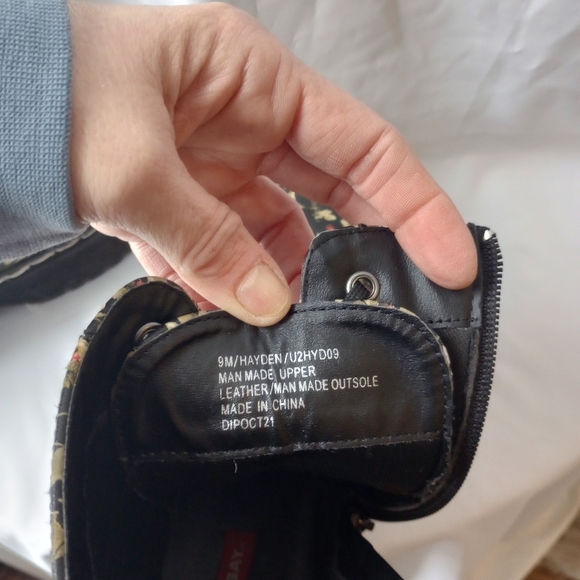 9M/HAYDEN/U2HYD09
MAN MADE UPPER
LEATHER/MAN MADE OUTSOLE
MADE IN CHINA
DIPOCT21